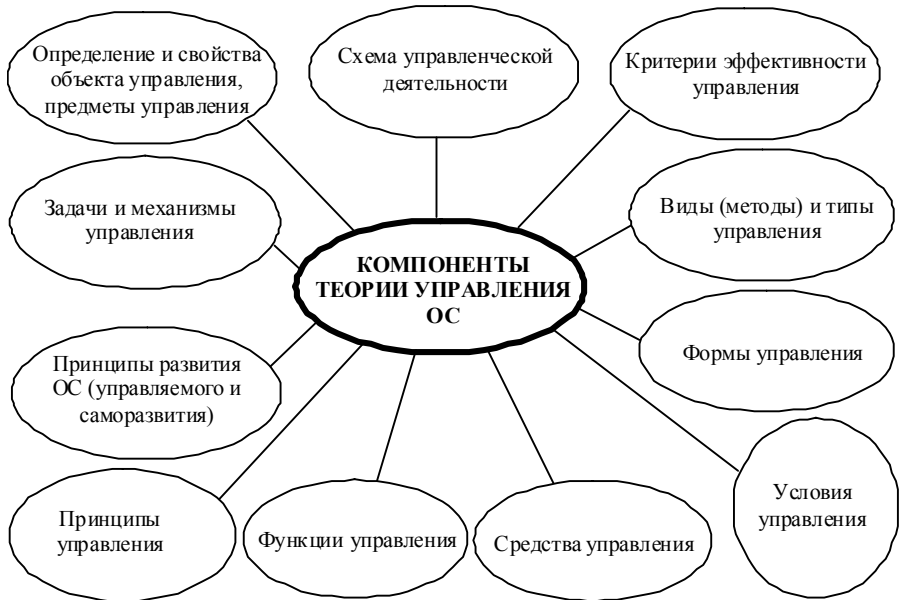 Определение и свойства
объекта управления,
предметы управления
Схема управленческой
деятельности
Критерии эффективности
управления
Задачи и механизмы
управления
Виды (методы) и типы
управления
КОМПОНЕНТЫ
ТЕОРИИ УПРАВЛЕНИЯ
ОС
Принципы развития
ОС (управляемого и
саморазвития)
Формы управления
Принципы
управления
Функции управления
Средства управления
Условия
управления